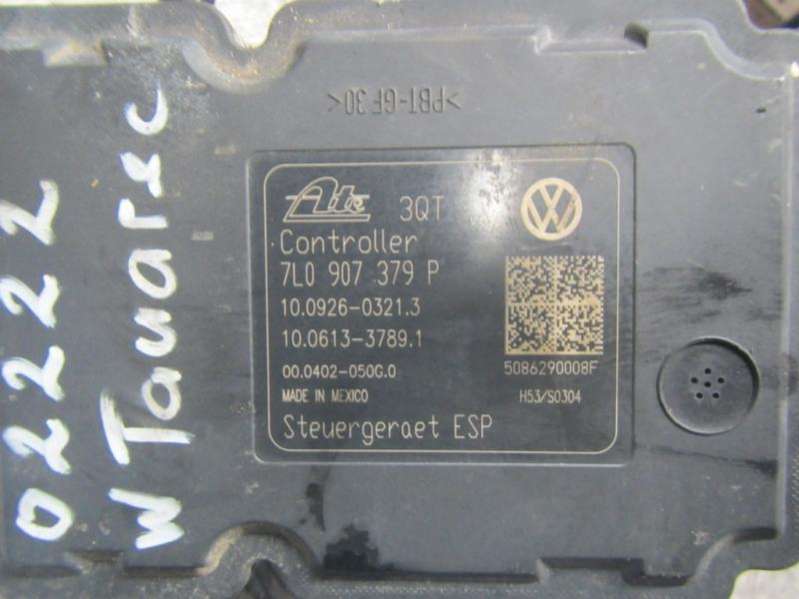 >PBT-GF30<
Ate 3QT
Controller
7L0 907 379 P
10.0926-0321.3
10.0613-3789.1
00.0402-050G.0
5086290008F
MADE IN MEXICO
H53/S0304
Steuergeraet ESP
02222
W Tauarec